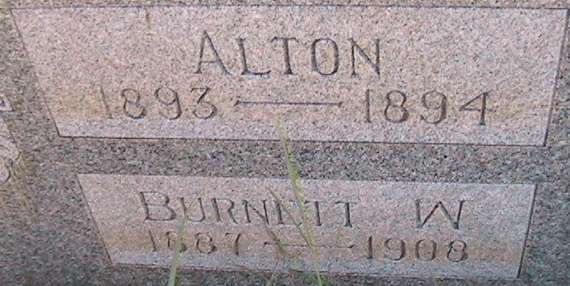 ALTON
1893 — 1894
BURNETT W
1887 — 1908